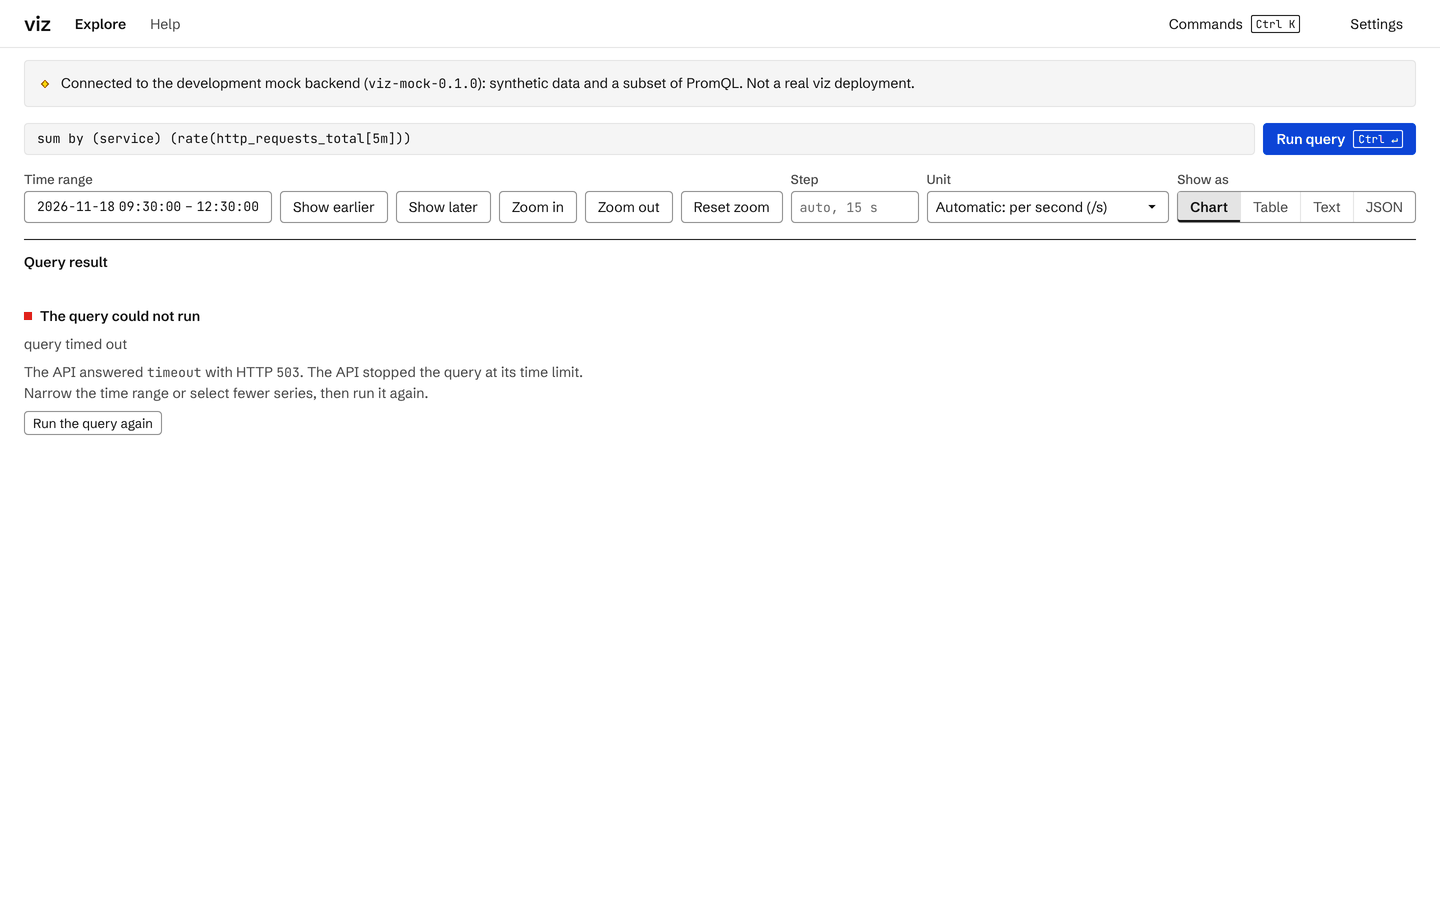 viz Explore Help Commands Ctrl K Settings
Connected to the development mock backend (viz-mock-0.1.0): synthetic data and a subset of PromQL. Not a real viz deployment.
sum by (service) (rate(http_requests_total[5m])) Run query Ctrl ↵
Time range Step Unit Show as
2026-11-18 09:30:00 – 12:30:00 Show earlier Show later Zoom in Zoom out Reset zoom auto, 15 s Automatic: per second (/s) Chart Table Text JSON
Query result
The query could not run
query timed out
The API answered timeout with HTTP 503. The API stopped the query at its time limit.
Narrow the time range or select fewer series, then run it again.
Run the query again